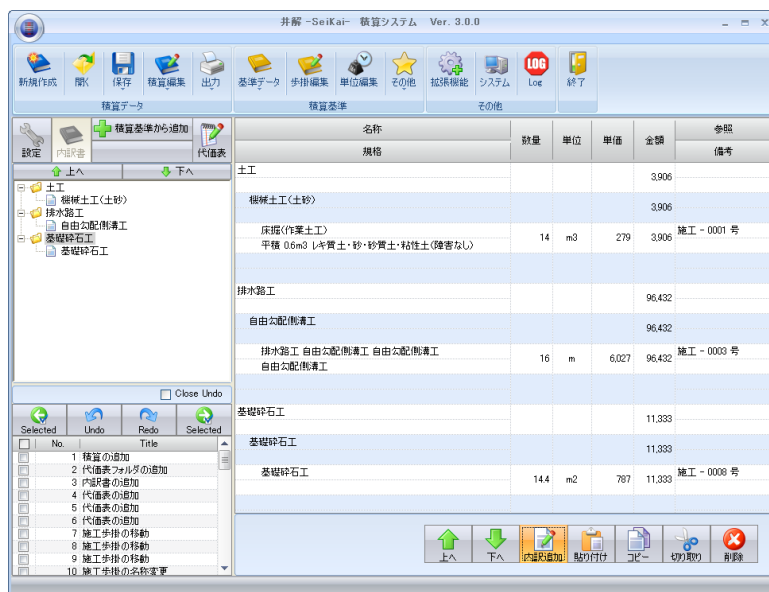 井解 -SeiKai- 積算システム Ver. 3.0.0
新規作成 開く 保存 積算編集 出力 基準データ 歩掛編集 単位編集 その他 拡張機能 システム LOG Log 終了
積算データ 積算基準 その他
設定 内訳書 積算基準から追加 代価表
上へ 下へ
土工
機械土工(土砂)
排水路工
自由勾配側溝工
基礎砕石工
基礎砕石工
Close Undo
Selected Undo Redo Selected
No. Title
1 積算の追加
2 代価表フォルダの追加
3 内訳書の追加
4 代価表の追加
5 代価表の追加
6 代価表の追加
7 施工歩掛の移動
8 施工歩掛の移動
9 施工歩掛の移動
10 施工歩掛の名称変更
名称 数量 単位 単価 金額 参照
規格 備考
土工 3,906
機械土工(土砂) 3,906
床掘(作業土工) 14 m3 279 3,906 施工 - 0001 号
平積 0.6m3 レキ質土・砂・砂質土・粘性土(障害なし)
排水路工 96,432
自由勾配側溝工 96,432
排水路工 自由勾配側溝工 自由勾配側溝工 16 m 6,027 96,432 施工 - 0003 号
自由勾配側溝工
基礎砕石工 11,333
基礎砕石工 11,333
基礎砕石工 14.4 m2 787 11,333 施工 - 0008 号
上へ 下へ 内訳追加 貼り付け コピー 切り取り 削除